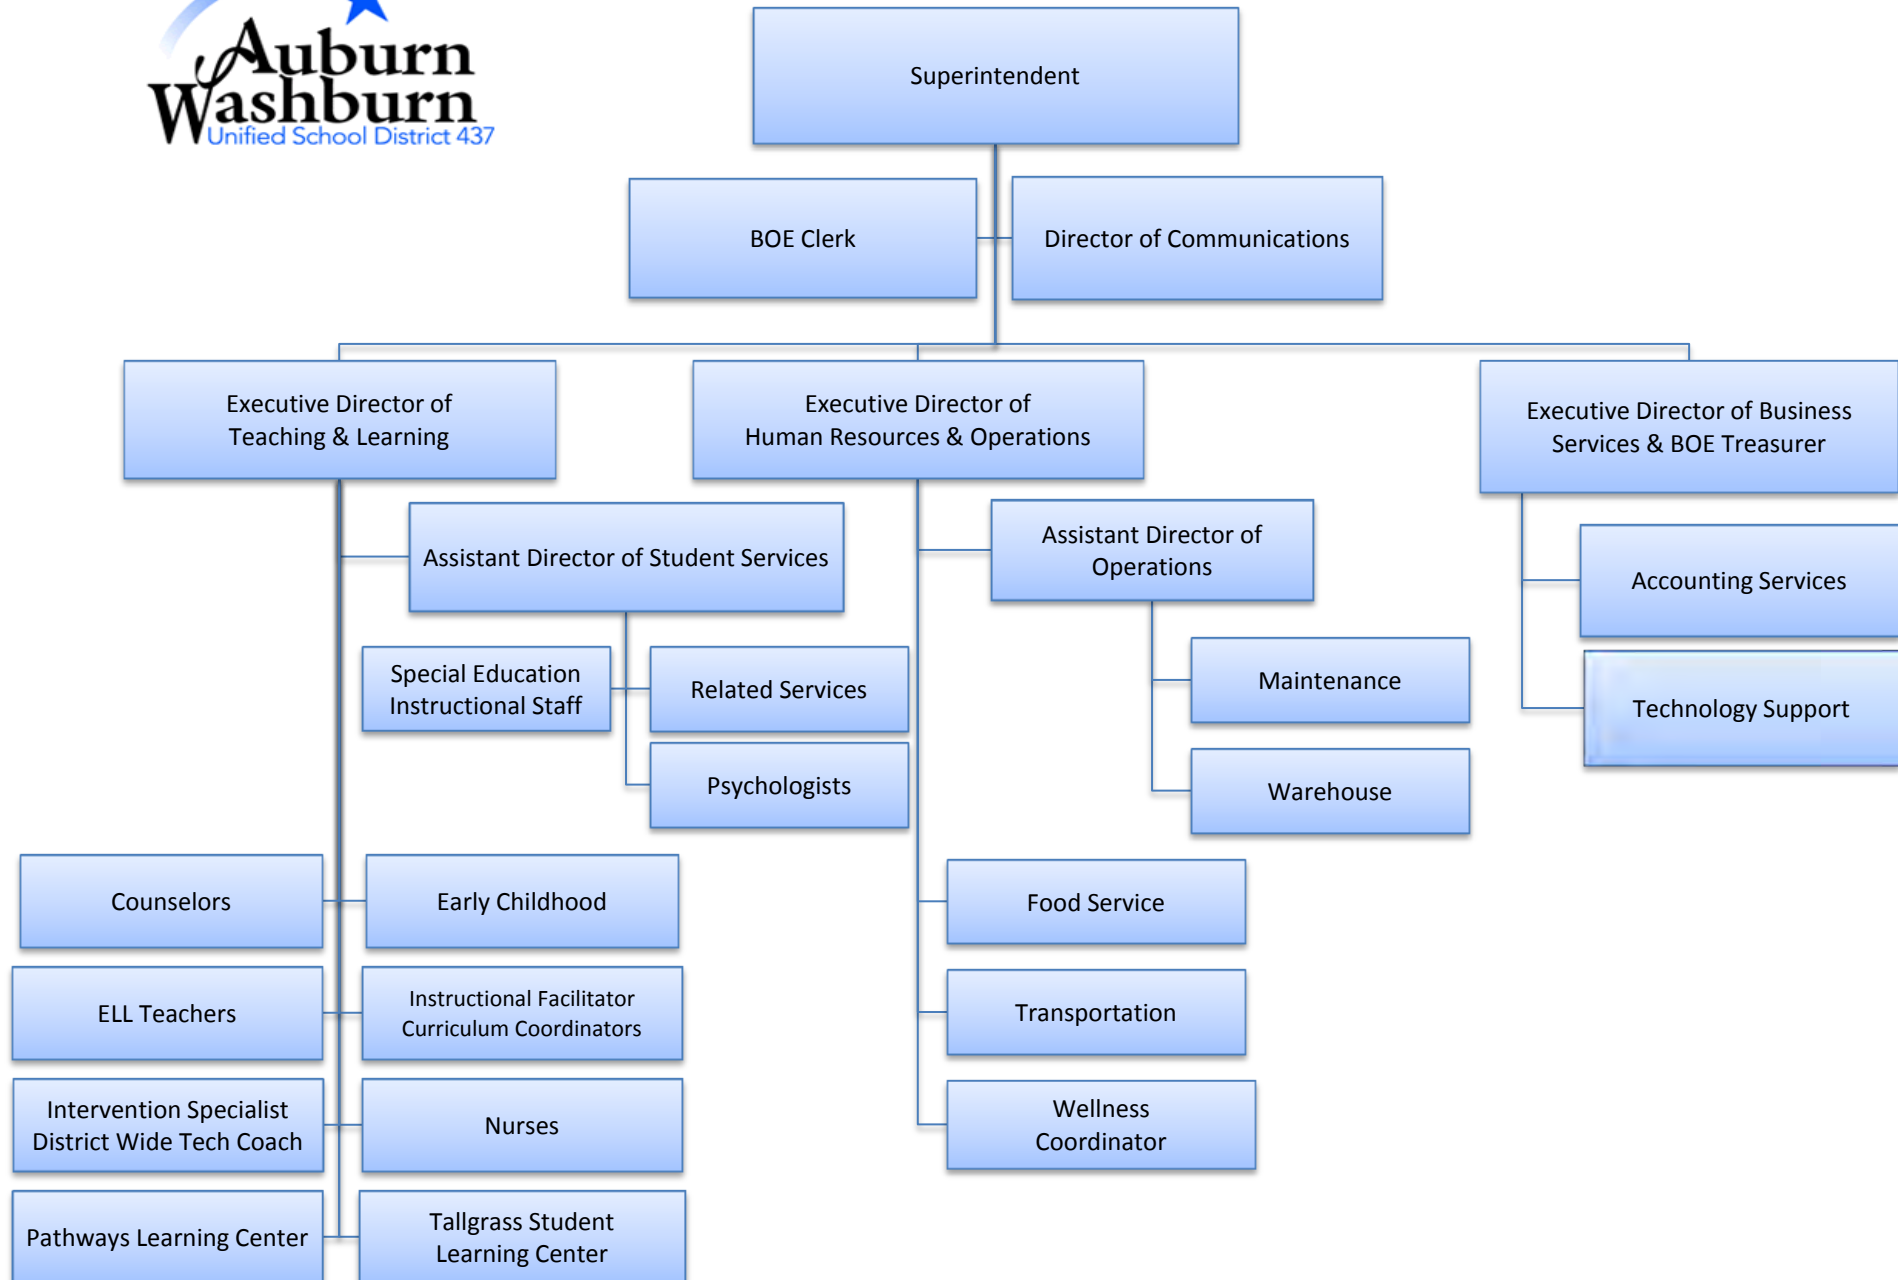 Auburn
Washburn
Unified School District 437
Superintendent
BOE Clerk
Director of Communications
Executive Director of
Teaching & Learning
Executive Director of
Human Resources & Operations
Executive Director of Business
Services & BOE Treasurer
Assistant Director of Student Services
Assistant Director of
Operations
Accounting Services
Special Education
Instructional Staff
Related Services
Maintenance
Technology Support
Psychologists
Warehouse
Counselors
Early Childhood
Food Service
ELL Teachers
Instructional Facilitator
Curriculum Coordinators
Transportation
Intervention Specialist
District Wide Tech Coach
Nurses
Wellness
Coordinator
Pathways Learning Center
Tallgrass Student
Learning Center